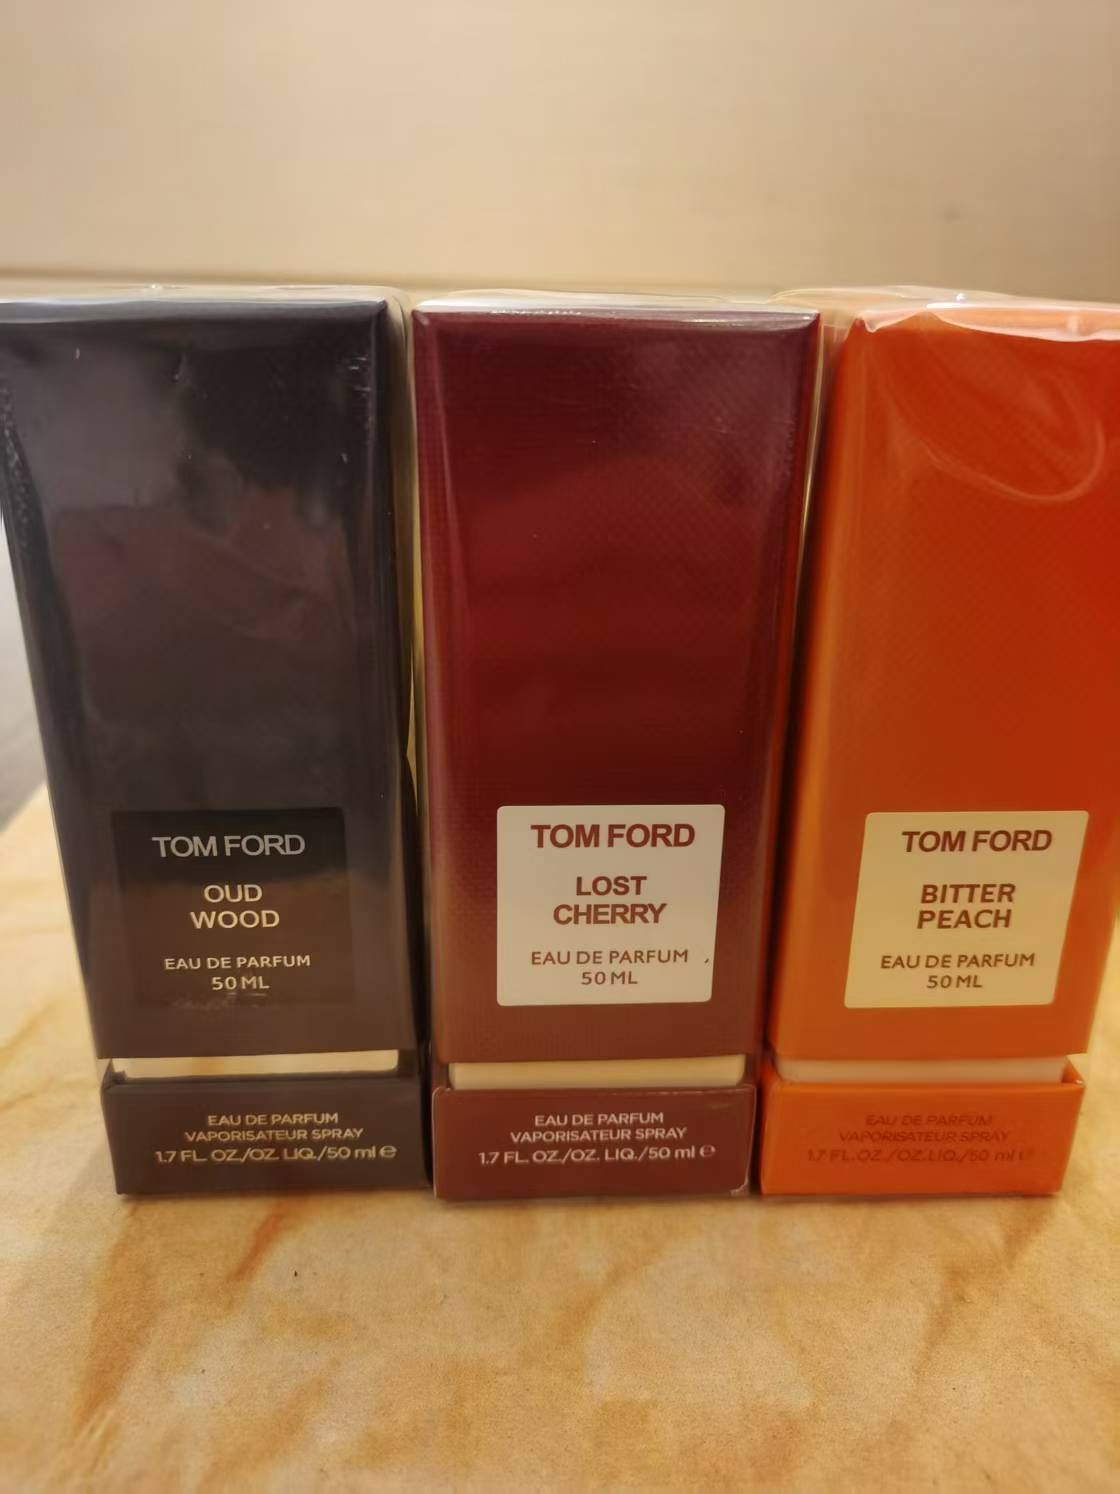 TOM FORD
OUD
WOOD
EAU DE PARFUM
50 ML
EAU DE PARFUM
VAPORISATEUR SPRAY
1.7 FL. OZ./OZ. LIQ./50 ml ℮
TOM FORD
LOST
CHERRY
EAU DE PARFUM
50 ML
EAU DE PARFUM
VAPORISATEUR SPRAY
1.7 FL. OZ./OZ. LIQ./50 ml ℮
TOM FORD
BITTER
PEACH
EAU DE PARFUM
50 ML
EAU DE PARFUM
VAPORISATEUR SPRAY
1.7 FL. OZ./OZ. LIQ./50 ml ℮